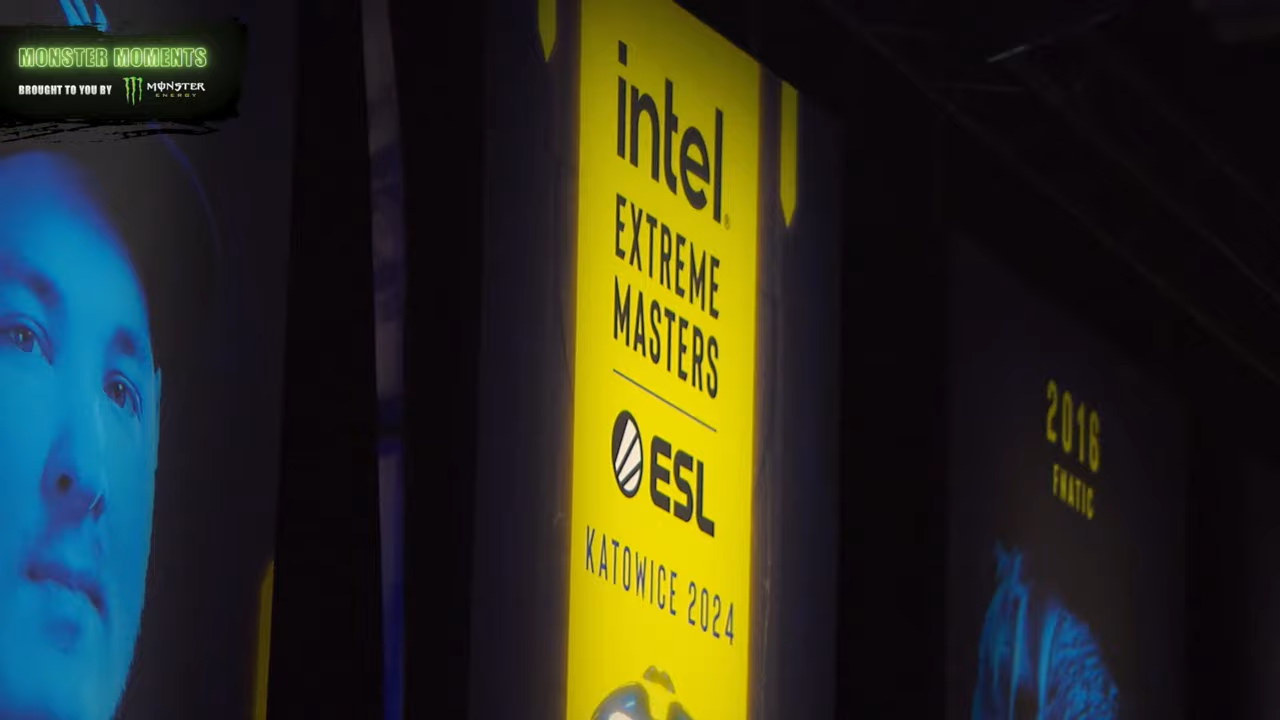 MONSTER MOMENTS
BROUGHT TO YOU BY MONSTER
ENERGY
intel
EXTREME
MASTERS
ESL
KATOWICE 2024
2016
FNATIC